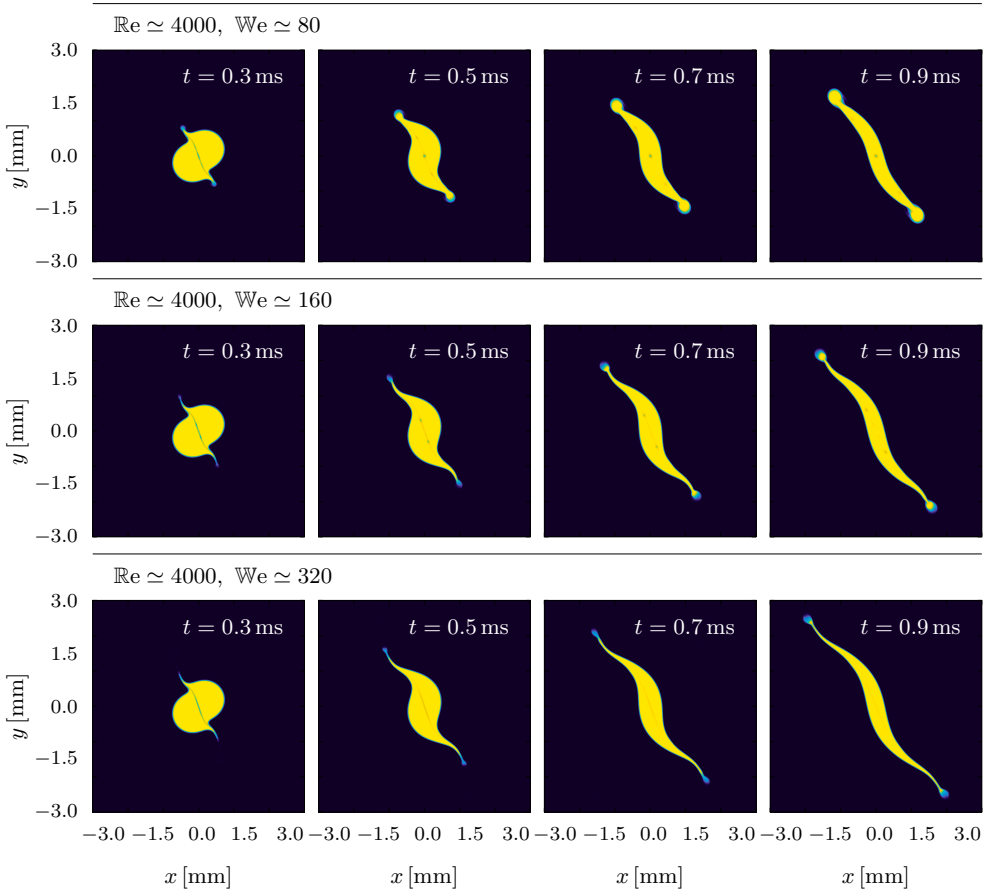 ℝe ≃ 4000, 𝕎e ≃ 80
t = 0.3 ms t = 0.5 ms t = 0.7 ms t = 0.9 ms
3.0
1.5
0.0
−1.5
−3.0
y [mm]
ℝe ≃ 4000, 𝕎e ≃ 160
t = 0.3 ms t = 0.5 ms t = 0.7 ms t = 0.9 ms
3.0
1.5
0.0
−1.5
−3.0
y [mm]
ℝe ≃ 4000, 𝕎e ≃ 320
t = 0.3 ms t = 0.5 ms t = 0.7 ms t = 0.9 ms
3.0
1.5
0.0
−1.5
−3.0
y [mm]
−3.0 −1.5 0.0 1.5 3.0 −3.0 −1.5 0.0 1.5 3.0 −3.0 −1.5 0.0 1.5 3.0 −3.0 −1.5 0.0 1.5 3.0
x [mm] x [mm] x [mm] x [mm]